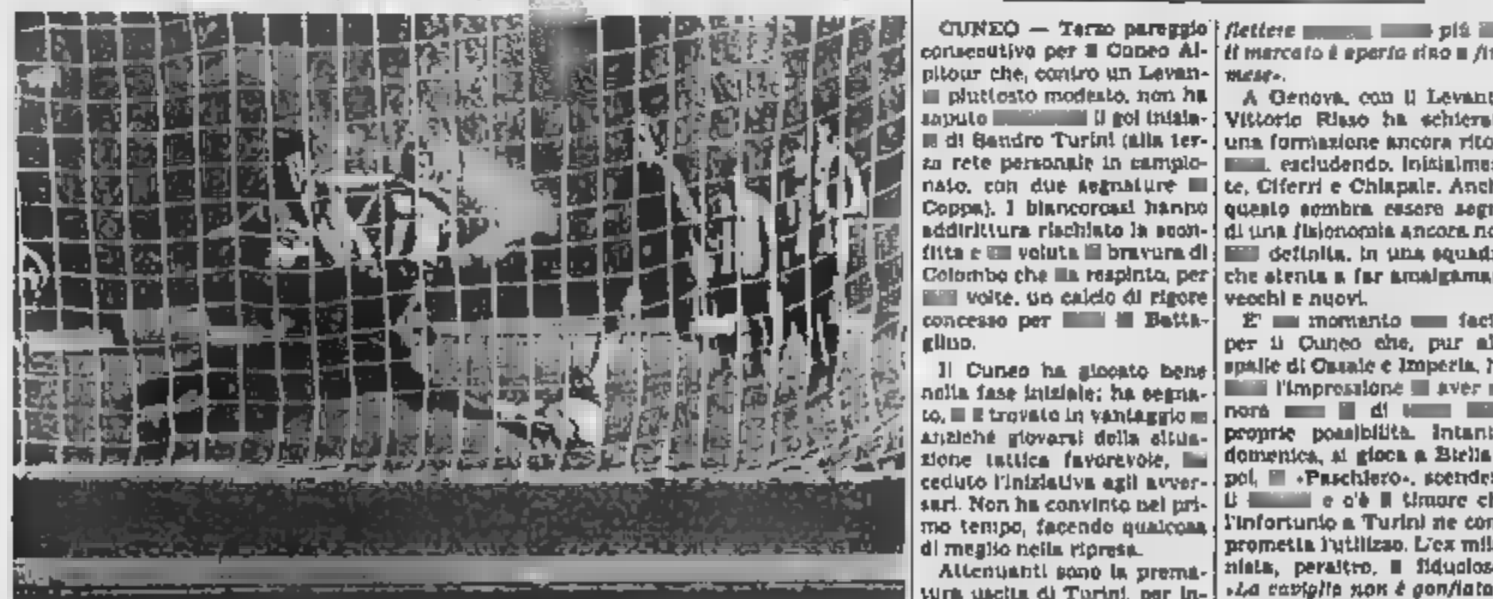 CUNEO — Terzo pareggio
consecutivo per il Cuneo Al-
pitour che, contro un Levan-
piuttosto modesto, non ha
saputo il gol inizia-
di Sandro Turini (alla ter-
za rete personale in campio-
nato, con due segnature
Coppa). I biancorossi hanno
addirittura rischiato la scon-
fitta e voluta bravura di
Colombo che ha respinto, per
volte, un calcio di rigore
concesso per Batta-
glino.
Il Cuneo ha giocato bene
nella fase iniziale; ha segna-
to, trovato in vantaggio
anziché giovarsi della situa-
zione tattica favorevole,
ceduto l'iniziativa agli avver-
sari. Non ha convinto nel pri-
mo tempo, facendo qualcosa
di meglio nella ripresa.
Attenuanti sono la prema-
tura uscita di Turini, per in-
flettere più
il mercato è aperto sino a fin
mese».
A Genova, con il Levant
Vittorio Risso ha schiera
una formazione ancora rito
escludendo, inizialme
te, Ciferri e Chiapale. Anch
questo sembra essere segn
di una fisionomia ancora no
definita, in una squad
che stenta a far amalgama
vecchi e nuovi.
E' momento
per il Cuneo che, pur al
spalle di Casale e Imperia, h
l'impressione aver
nora di
proprie possibilità. Intant
domenica, si gioca a Biella
poi, «Paschiero», scende
il e c'è il timore ch
l'infortunio a Turini ne com
prometta l'utilizzo. L'ex mila
nista, peraltro, fiducioso
«La caviglia non è gonfiata